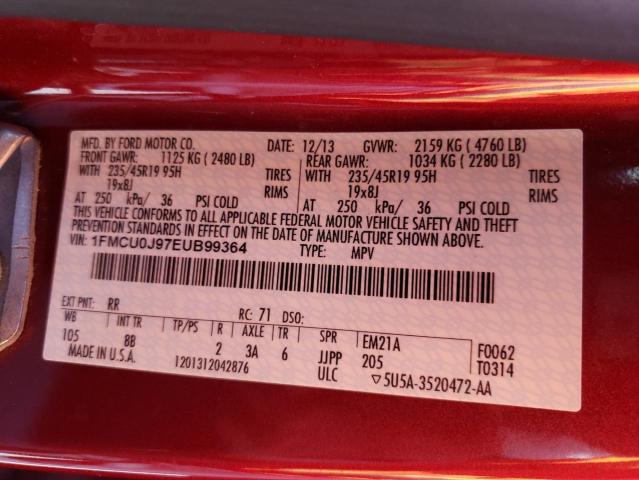 MFD. BY FORD MOTOR CO. DATE: 12/13 GVWR: 2159 KG ( 4760 LB)
FRONT GAWR: 1125 KG ( 2480 LB) REAR GAWR: 1034 KG ( 2280 LB)
WITH 235/45R19 95H TIRES WITH 235/45R19 95H TIRES
19x8J RIMS 19x8J RIMS
AT 250 kPa/ 36 PSI COLD AT 250 kPa/ 36 PSI COLD
THIS VEHICLE CONFORMS TO ALL APPLICABLE FEDERAL MOTOR VEHICLE SAFETY AND THEFT
PREVENTION STANDARDS IN EFFECT ON THE DATE OF MANUFACTURE SHOWN ABOVE.
VIN: 1FMCU0J97EUB99364 TYPE: MPV
EXT PNT: RR RC: 71 DSO:
WB INT TR TP/PS R AXLE TR SPR EM21A F0062
105 8B 2 3A 6 JJPP 205 T0314
MADE IN U.S.A. 1201312042876 ULC ▽5U5A-3520472-AA